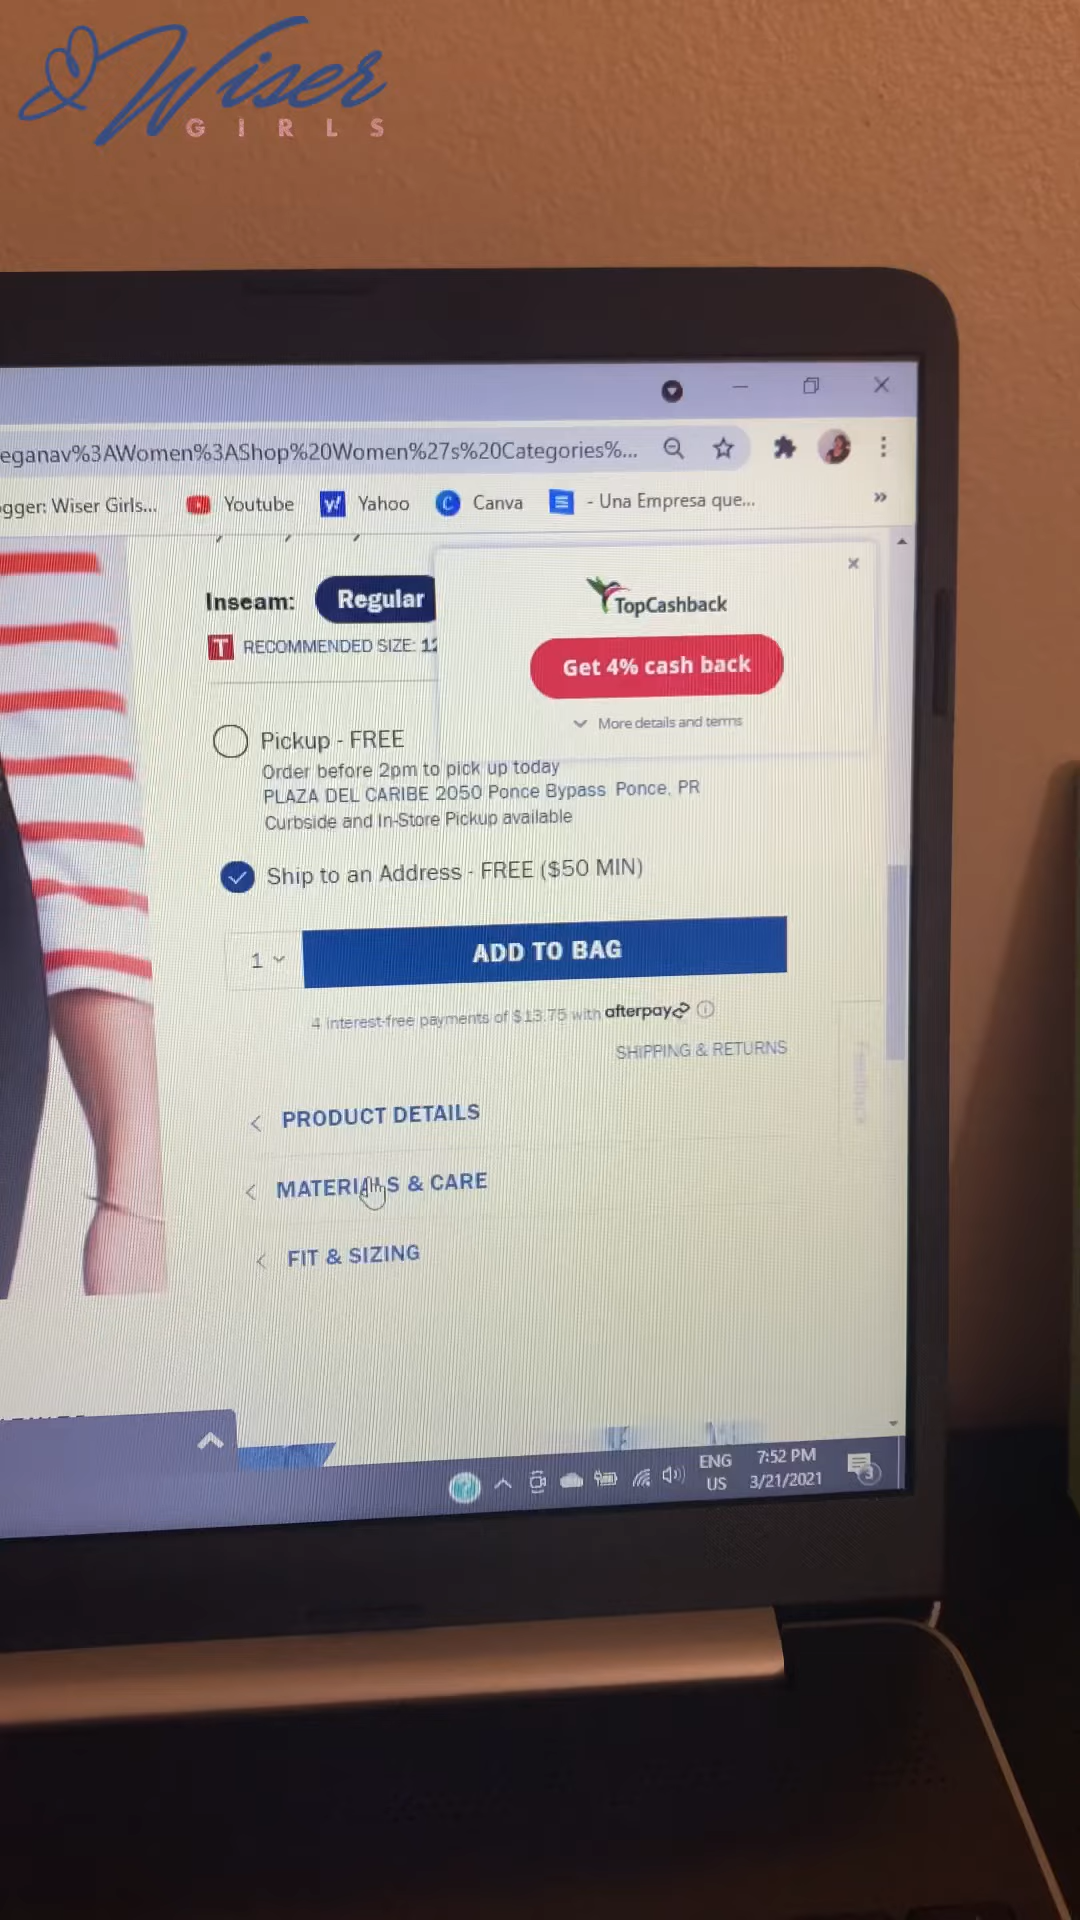 Wiser
GIRLS
eganav%3AWomen%3AShop%20Women%27s%20Categories%...
gger: Wiser Girls...
Youtube
y!
Yahoo
C
Canva
- Una Empresa que...
»
Inseam:
Regular
T
RECOMMENDED SIZE: 12
TopCashback
Get 4% cash back
More details and terms
Pickup - FREE
Order before 2pm to pick up today
PLAZA DEL CARIBE 2050 Ponce Bypass Ponce, PR
Curbside and In-Store Pickup available
Ship to an Address - FREE ($50 MIN)
1
ADD TO BAG
4 interest-free payments of $13.75 with afterpay
SHIPPING & RETURNS
Feedback
PRODUCT DETAILS
MATERIALS & CARE
FIT & SIZING
ENG
US
7:52 PM
3/21/2021
3